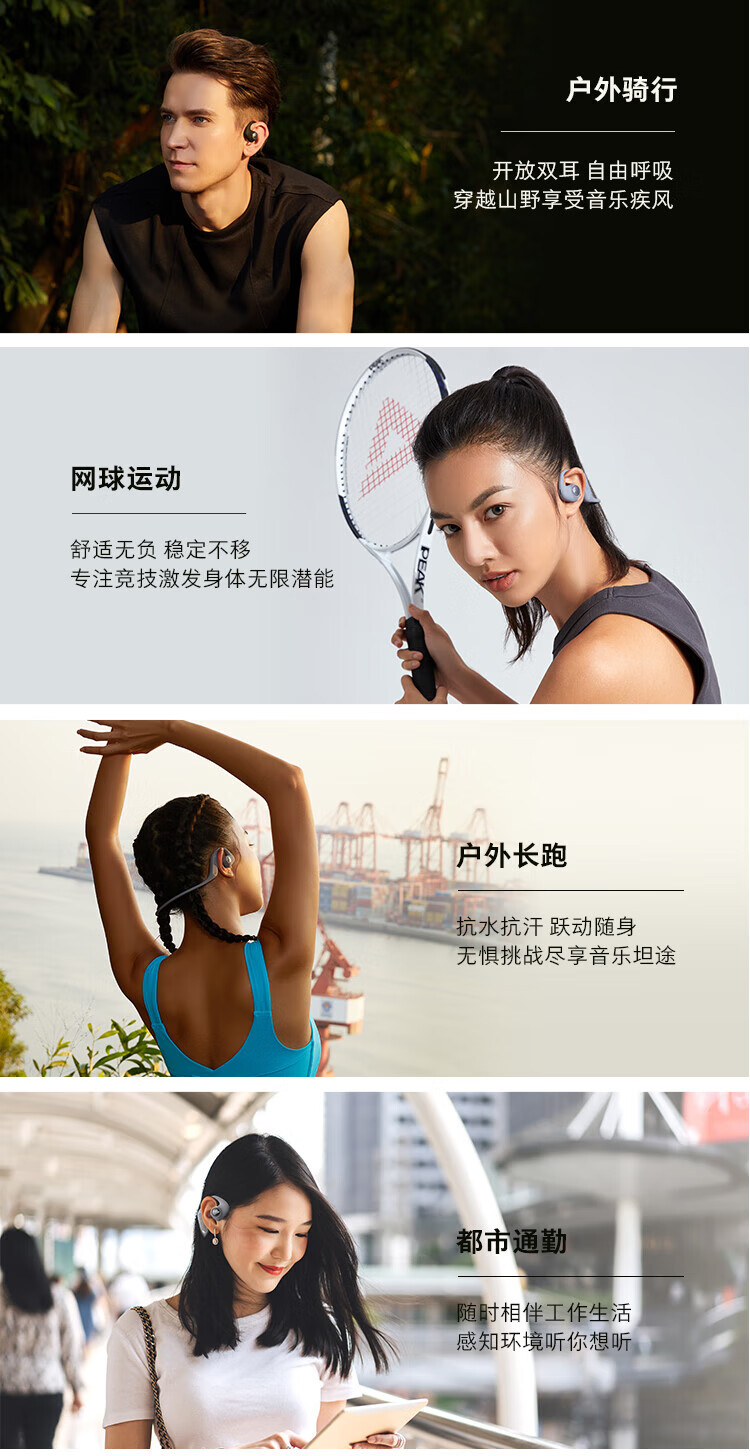 户外骑行
开放双耳 自由呼吸
穿越山野享受音乐疾风
网球运动
舒适无负 稳定不移
专注竞技激发身体无限潜能
PEAK
户外长跑
抗水抗汗 跃动随身
无惧挑战尽享音乐坦途
都市通勤
随时相伴工作生活
感知环境听你想听